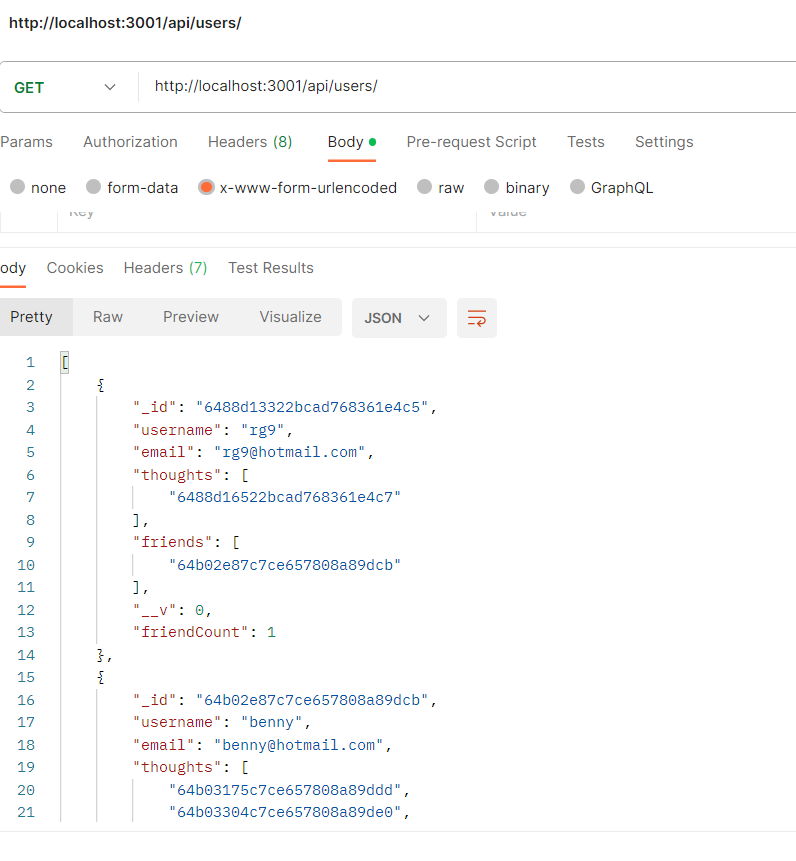 http://localhost:3001/api/users/
GET http://localhost:3001/api/users/
Params Authorization Headers (8) Body Pre-request Script Tests Settings
none form-data x-www-form-urlencoded raw binary GraphQL
Key Value
ody Cookies Headers (7) Test Results
Pretty Raw Preview Visualize JSON
1 [
2 {
3 "_id": "6488d13322bcad768361e4c5",
4 "username": "rg9",
5 "email": "rg9@hotmail.com",
6 "thoughts": [
7 "6488d16522bcad768361e4c7"
8 ],
9 "friends": [
10 "64b02e87c7ce657808a89dcb"
11 ],
12 "__v": 0,
13 "friendCount": 1
14 },
15 {
16 "_id": "64b02e87c7ce657808a89dcb",
17 "username": "benny",
18 "email": "benny@hotmail.com",
19 "thoughts": [
20 "64b03175c7ce657808a89ddd",
21 "64b03304c7ce657808a89de0",